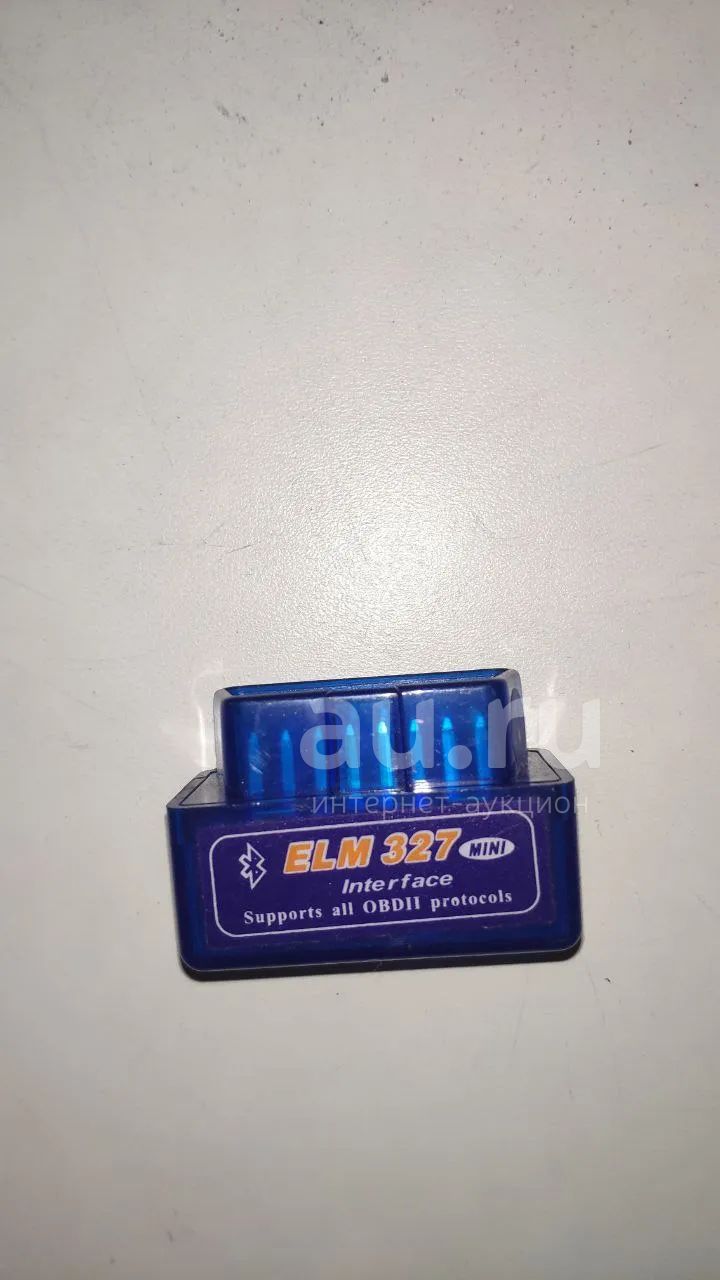 au.ru
интернет-аукцион
ELM 327 MINI
Interface
Supports all OBDII protocols